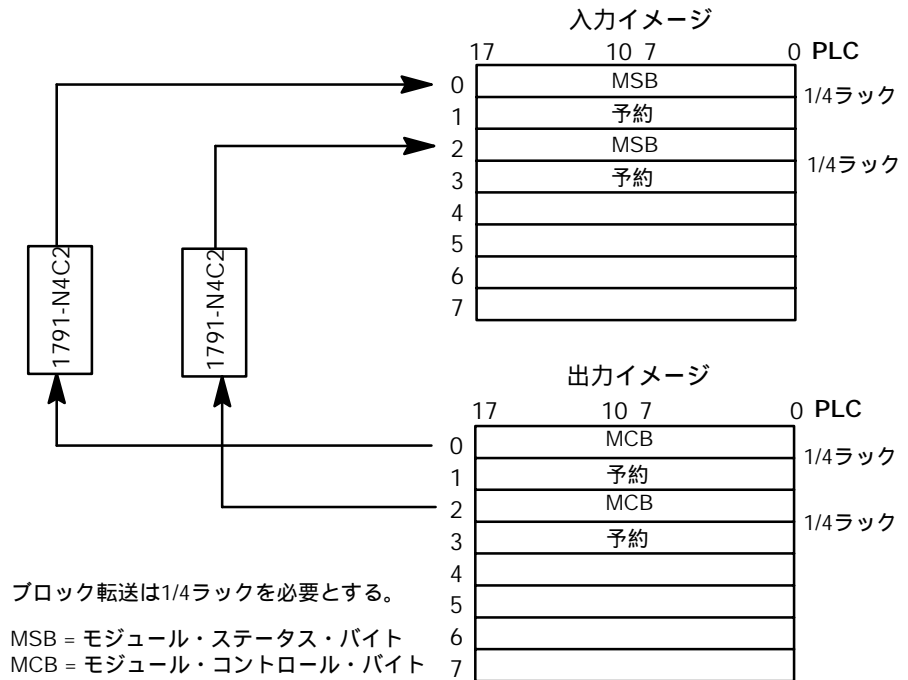 入力イメージ
17 10 7 0 PLC
0 MSB 1/4ラック
1 予約
2 MSB 1/4ラック
3 予約
4
5
6
7
1791-N4C2 1791-N4C2
出力イメージ
17 10 7 0 PLC
0 MCB 1/4ラック
1 予約
2 MCB 1/4ラック
3 予約
4
5
6
7
ブロック転送は1/4ラックを必要とする。
MSB = モジュール・ステータス・バイト
MCB = モジュール・コントロール・バイト